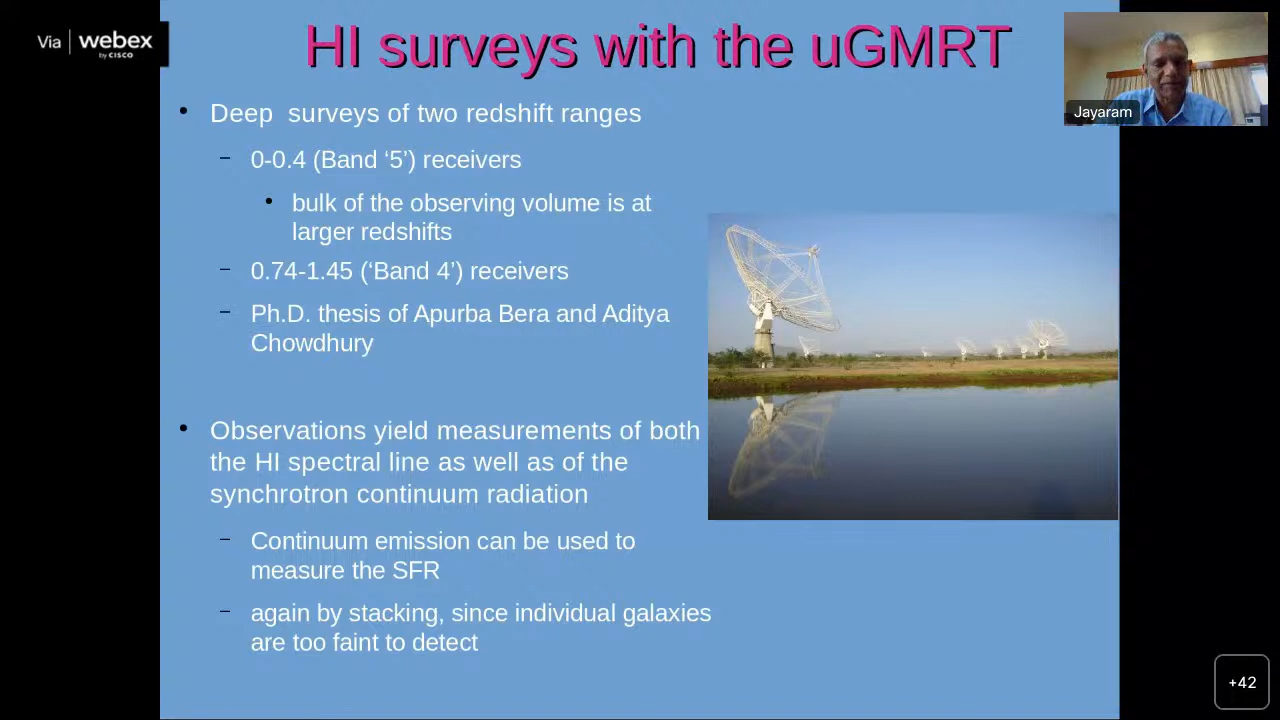 Via | webex
by CISCO
HI surveys with the uGMRT
Jayaram
• Deep  surveys of two redshift ranges
– 0-0.4 (Band ‘5’) receivers
• bulk of the observing volume is at
larger redshifts
– 0.74-1.45 (‘Band 4’) receivers
– Ph.D. thesis of Apurba Bera and Aditya
Chowdhury
• Observations yield measurements of both
the HI spectral line as well as of the
synchrotron continuum radiation
– Continuum emission can be used to
measure the SFR
– again by stacking, since individual galaxies
are too faint to detect
+42